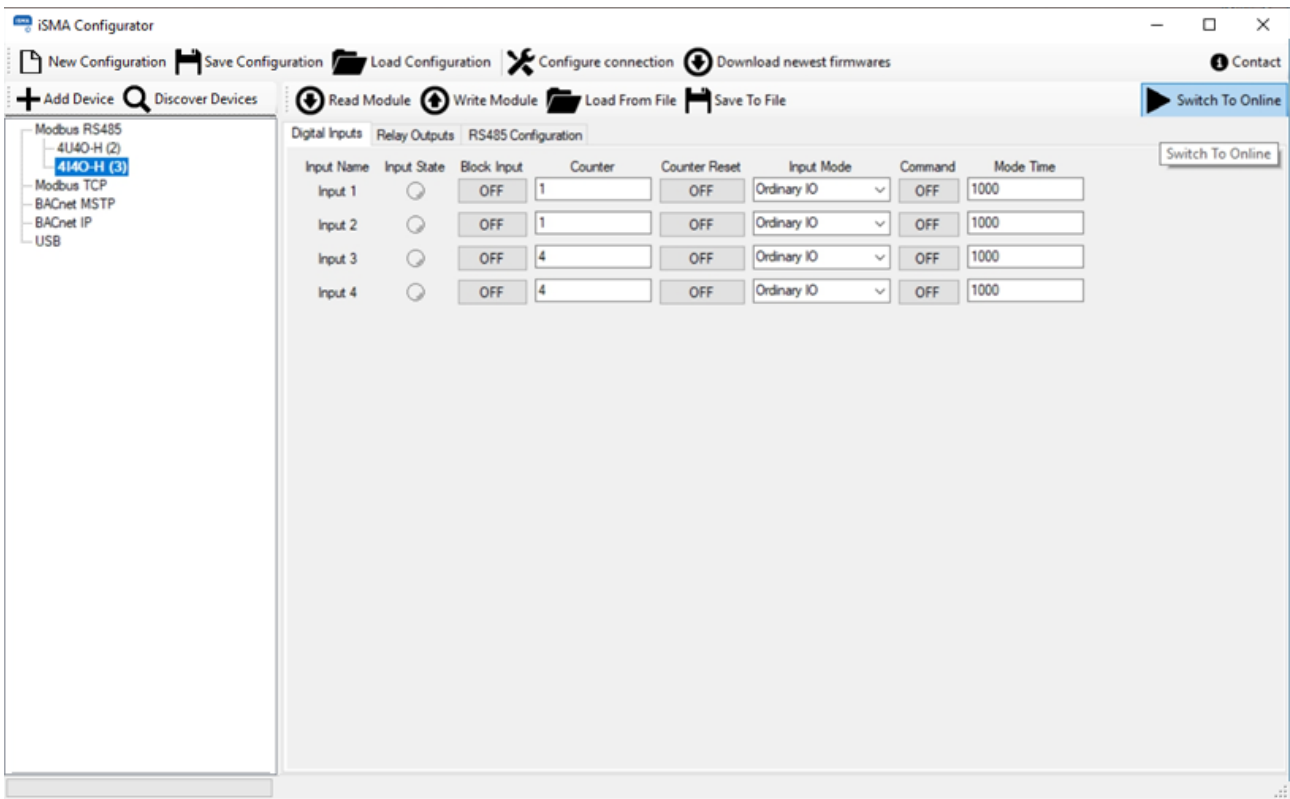 iSMA Configurator
New Configuration Save Configuration Load Configuration Configure connection Download newest firmwares Contact
Add Device Discover Devices Read Module Write Module Load From File Save To File Switch To Online
Modbus RS485
4U4O-H (2)
4I4O-H (3)
Modbus TCP
BACnet MSTP
BACnet IP
USB
Digital Inputs Relay Outputs RS485 Configuration
Switch To Online
Input Name Input State Block Input Counter Counter Reset Input Mode Command Mode Time
Input 1 OFF 1 OFF Ordinary IO OFF 1000
Input 2 OFF 1 OFF Ordinary IO OFF 1000
Input 3 OFF 4 OFF Ordinary IO OFF 1000
Input 4 OFF 4 OFF Ordinary IO OFF 1000